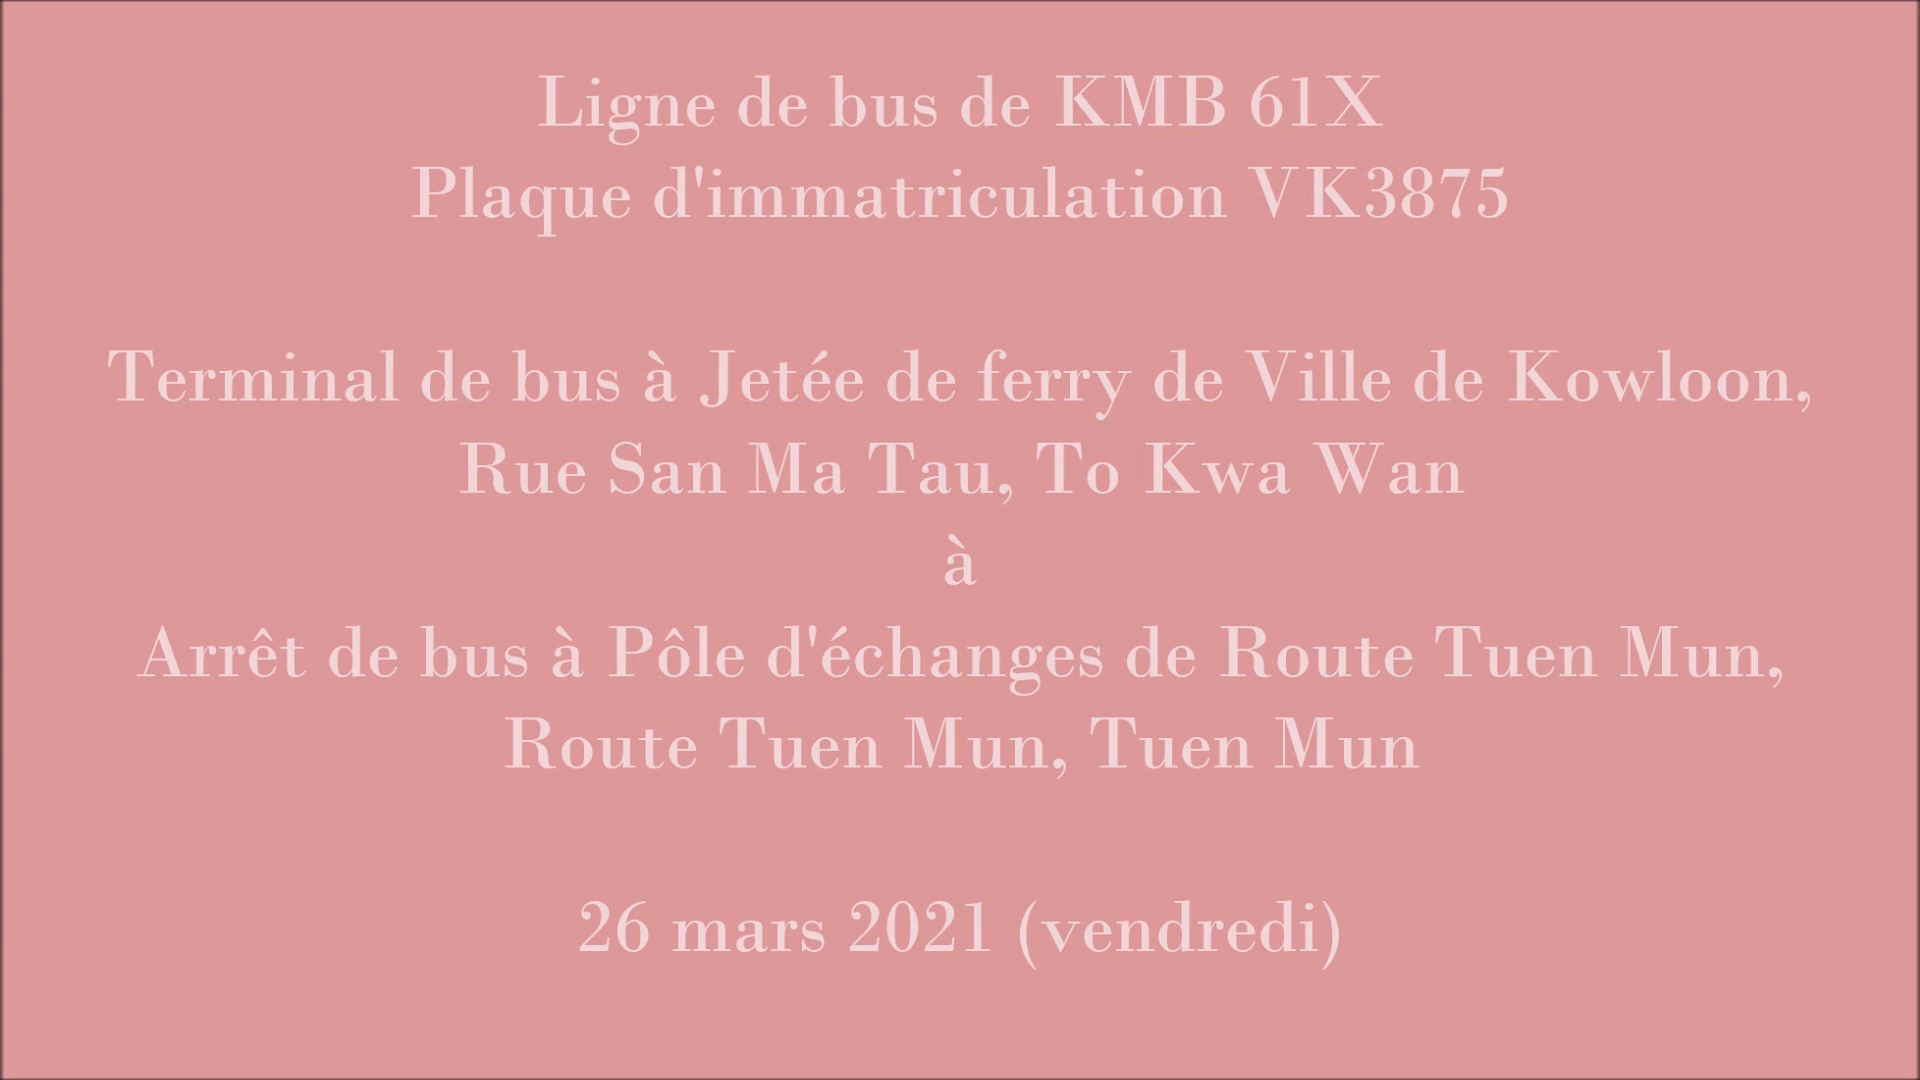 Ligne de bus de KMB 61X
Plaque d'immatriculation VK3875
Terminal de bus à Jetée de ferry de Ville de Kowloon,
Rue San Ma Tau, To Kwa Wan
à
Arrêt de bus à Pôle d'échanges de Route Tuen Mun,
Route Tuen Mun, Tuen Mun
26 mars 2021 (vendredi)